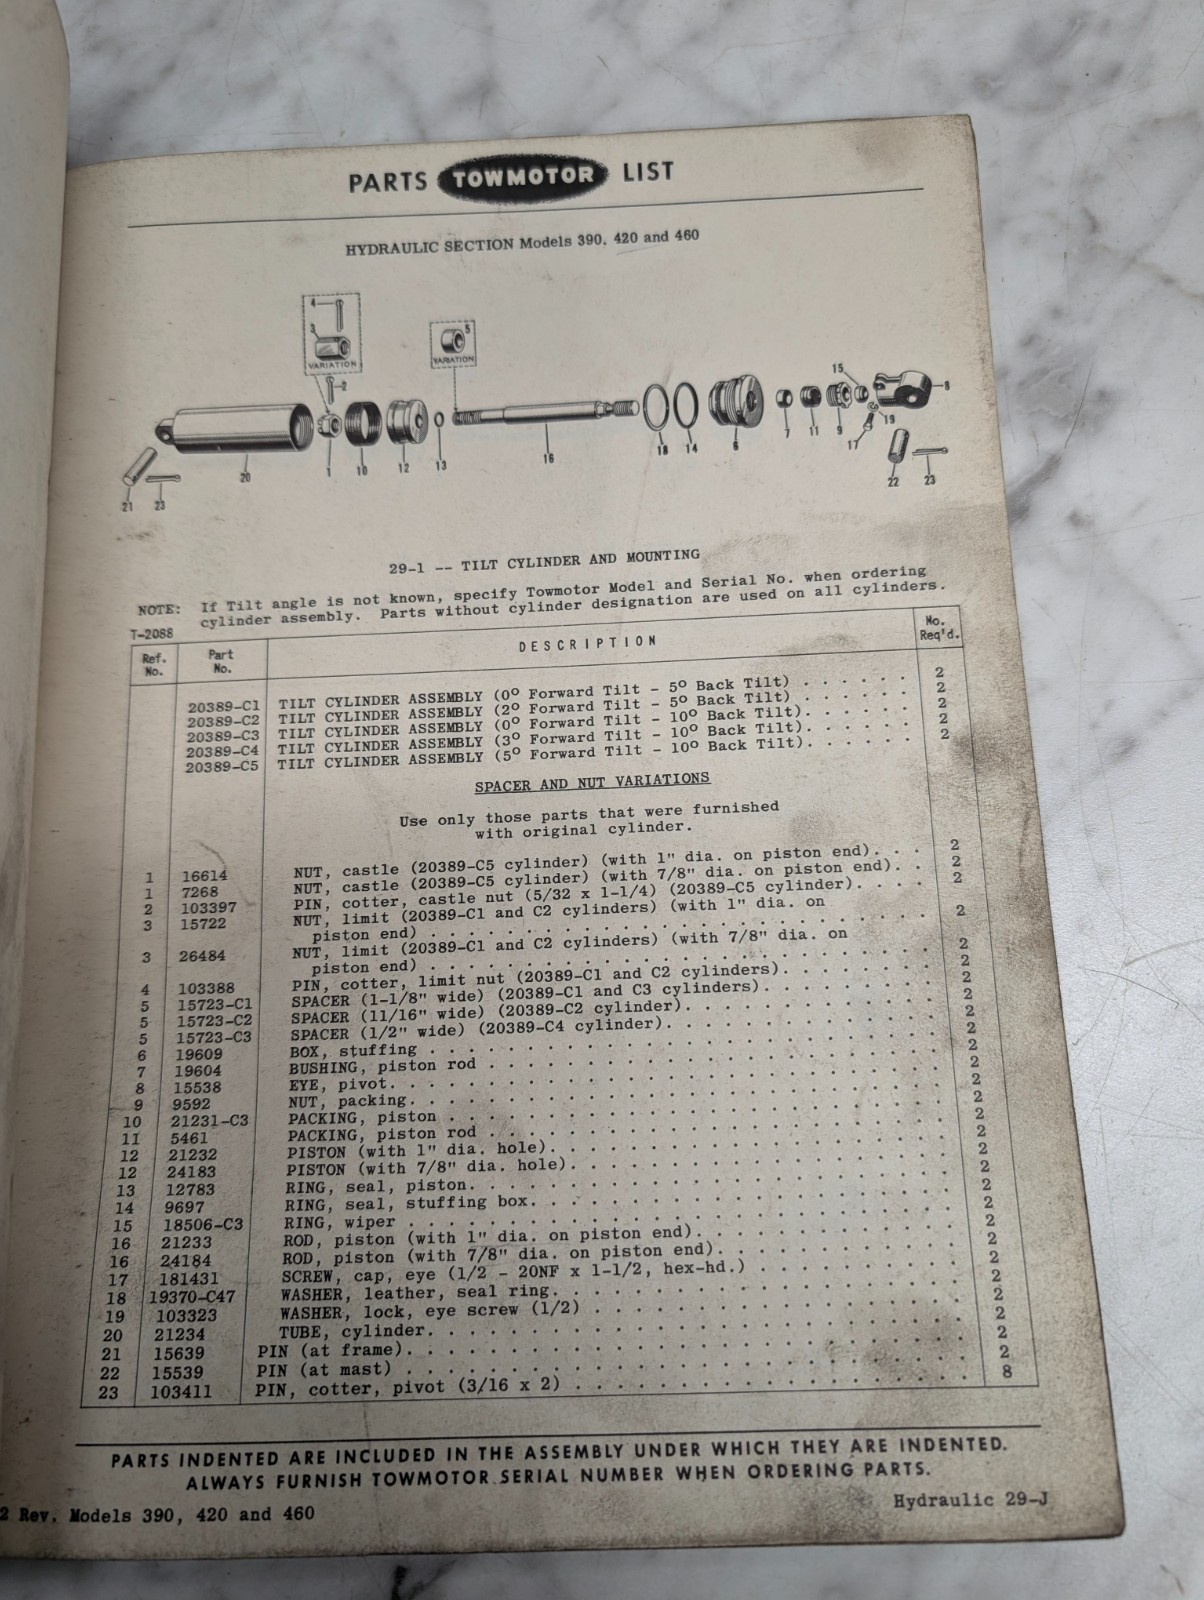 PARTS TOWMOTOR LIST
HYDRAULIC SECTION Models 390, 420 and 460
4
3
VARIATION
2
5
VARIATION
15
8
19
17
21
23
20
1
10
12
13
16
18
14
6
7
11
9
22
23
29-1 -- TILT CYLINDER AND MOUNTING
NOTE: If Tilt angle is not known, specify Towmotor Model and Serial No. when ordering
cylinder assembly. Parts without cylinder designation are used on all cylinders.
T-2088
Ref. No. Part No. DESCRIPTION No. Req'd.
20389-C1 TILT CYLINDER ASSEMBLY (0° Forward Tilt - 5° Back Tilt) . . . . . . 2
20389-C2 TILT CYLINDER ASSEMBLY (2° Forward Tilt - 5° Back Tilt) . . . . . . 2
20389-C3 TILT CYLINDER ASSEMBLY (0° Forward Tilt - 10° Back Tilt). . . . . . 2
20389-C4 TILT CYLINDER ASSEMBLY (3° Forward Tilt - 10° Back Tilt). . . . . . 2
20389-C5 TILT CYLINDER ASSEMBLY (5° Forward Tilt - 10° Back Tilt). . . . . . 2
SPACER AND NUT VARIATIONS
Use only those parts that were furnished
with original cylinder.
1 16614 NUT, castle (20389-C5 cylinder) (with 1" dia. on piston end). . . 2
1 7268 NUT, castle (20389-C5 cylinder) (with 7/8" dia. on piston end). . 2
2 103397 PIN, cotter, castle nut (5/32 x 1-1/4) (20389-C5 cylinder). . . . 2
3 15722 NUT, limit (20389-C1 and C2 cylinders) (with 1" dia. on
piston end) . . . . . . . . . . . . . . . . . . . . 2
3 26484 NUT, limit (20389-C1 and C2 cylinders) (with 7/8" dia. on
piston end) . . . . . . . . . . . . . . . . . . . . 2
4 103388 PIN, cotter, limit nut (20389-C1 and C2 cylinders). . . . . . . 2
5 15723-C1 SPACER (1-1/8" wide) (20389-C1 and C3 cylinders). . . . . . . . 2
5 15723-C2 SPACER (11/16" wide) (20389-C2 cylinder). . . . . . . . . . . 2
5 15723-C3 SPACER (1/2" wide) (20389-C4 cylinder). . . . . . . . . . . . 2
6 19609 BOX, stuffing . . . . . . . . . . . . . . . . . . . . 2
7 19604 BUSHING, piston rod . . . . . . . . . . . . . . . . . . 2
8 15538 EYE, pivot. . . . . . . . . . . . . . . . . . . . . 2
9 9592 NUT, packing. . . . . . . . . . . . . . . . . . . . 2
10 21231-C3 PACKING, piston . . . . . . . . . . . . . . . . . . . 2
11 5461 PACKING, piston rod . . . . . . . . . . . . . . . . . . 2
12 21232 PISTON (with 1" dia. hole). . . . . . . . . . . . . . . . 2
12 24183 PISTON (with 7/8" dia. hole). . . . . . . . . . . . . . . 2
13 12783 RING, seal, piston. . . . . . . . . . . . . . . . . . . 2
14 9697 RING, seal, stuffing box. . . . . . . . . . . . . . . . . 2
15 18506-C3 RING, wiper . . . . . . . . . . . . . . . . . . . . . 2
16 21233 ROD, piston (with 1" dia. on piston end). . . . . . . . . . . 2
16 24184 ROD, piston (with 7/8" dia. on piston end). . . . . . . . . . 2
17 181431 SCREW, cap, eye (1/2 - 20NF x 1-1/2, hex-hd.) . . . . . . . . . 2
18 19370-C47 WASHER, leather, seal ring. . . . . . . . . . . . . . . . 2
19 103323 WASHER, lock, eye screw (1/2) . . . . . . . . . . . . . . . 2
20 21234 TUBE, cylinder. . . . . . . . . . . . . . . . . . . . 2
21 15639 PIN (at frame). . . . . . . . . . . . . . . . . . . . . 2
22 15539 PIN (at mast) . . . . . . . . . . . . . . . . . . . . . 2
23 103411 PIN, cotter, pivot (3/16 x 2) . . . . . . . . . . . . . . . . 8
PARTS INDENTED ARE INCLUDED IN THE ASSEMBLY UNDER WHICH THEY ARE INDENTED.
ALWAYS FURNISH TOWMOTOR SERIAL NUMBER WHEN ORDERING PARTS.
2 Rev. Models 390, 420 and 460 Hydraulic 29-J